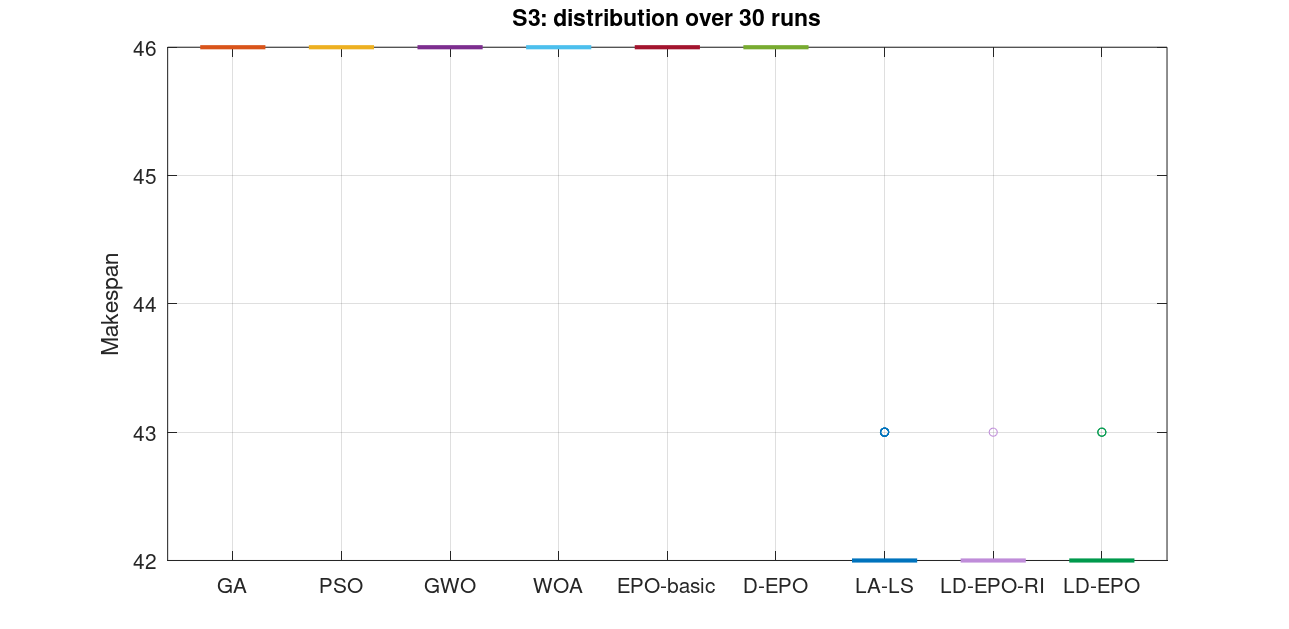 S3: distribution over 30 runs
46
45
44
43
42
Makespan
GA PSO GWO WOA EPO-basic D-EPO LA-LS LD-EPO-RI LD-EPO